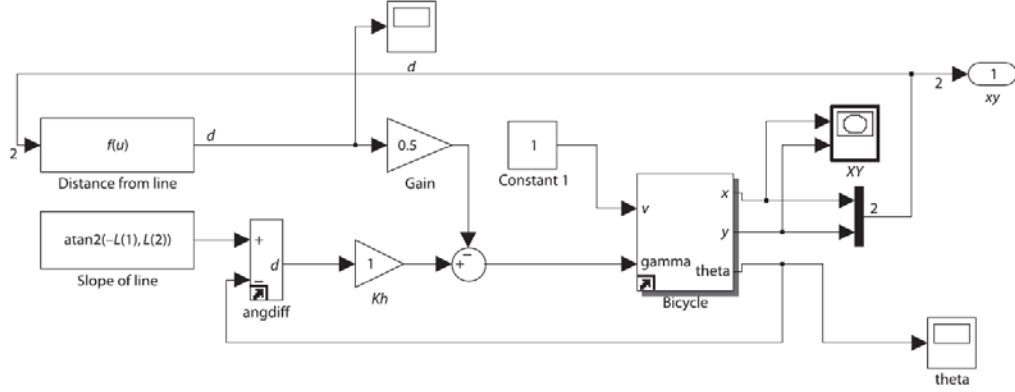 d
2
1
xy
2
f(u)
d
Distance from line
0.5
Gain
1
Constant 1
XY
v
x
y
2
atan2(−L(1), L(2))
Slope of line
+
−
d
angdiff
1
Kh
+
−
gamma
theta
Bicycle
theta